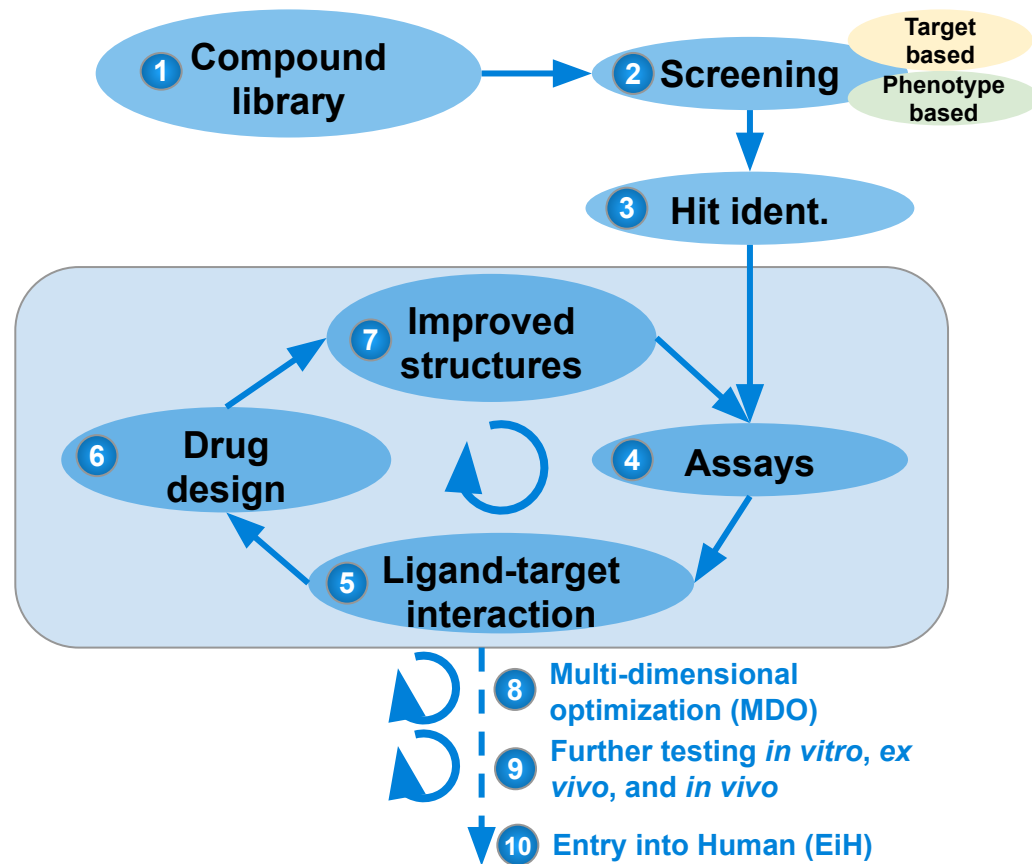 1
Compound
library
2
Screening
Target
based
Phenotype
based
3
Hit ident.
7
Improved
structures
6
Drug
design
4
Assays
5
Ligand-target
interaction
8
Multi-dimensional
optimization (MDO)
9
Further testing in vitro, ex
vivo, and in vivo
10
Entry into Human (EiH)